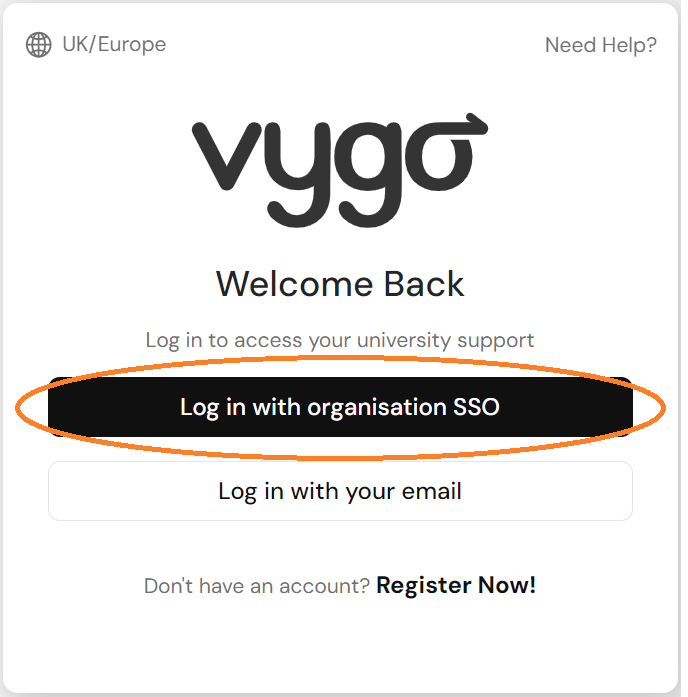 UK/Europe
Need Help?
vygo
Welcome Back
Log in to access your university support
Log in with organisation SSO
Log in with your email
Don't have an account? Register Now!